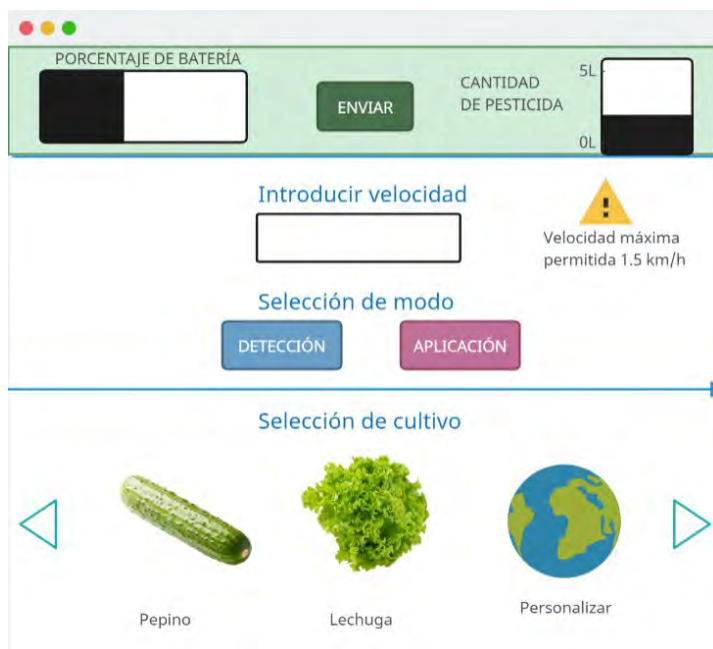 PORCENTAJE DE BATERÍA
ENVIAR
CANTIDAD
DE PESTICIDA
5L
0L
Introducir velocidad
!
Velocidad máxima
permitida 1.5 km/h
Selección de modo
DETECCIÓN
APLICACIÓN
Selección de cultivo
Pepino
Lechuga
Personalizar